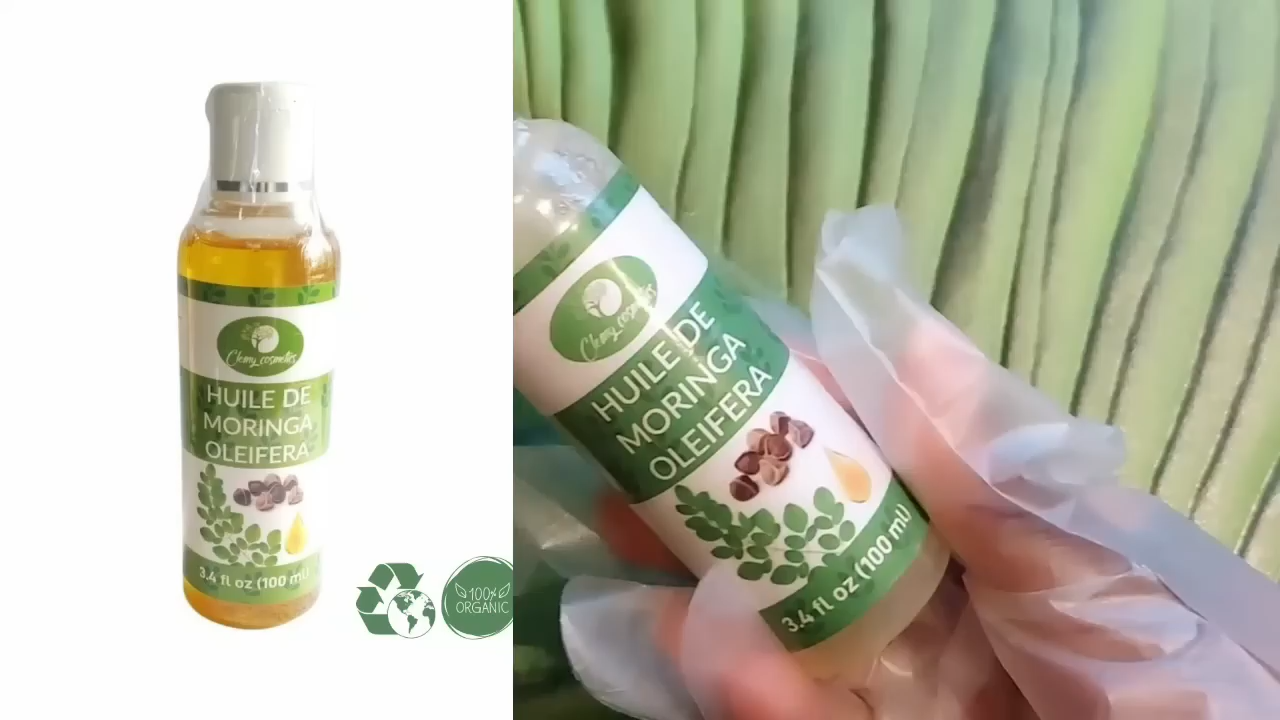 Clemy cosmetics
HUILE DE
MORINGA
OLEIFERA
3.4 fl oz (100 ml)
100%
ORGANIC
Clemy cosmetics
HUILE DE
MORINGA
OLEIFERA
3.4 fl oz (100 ml)